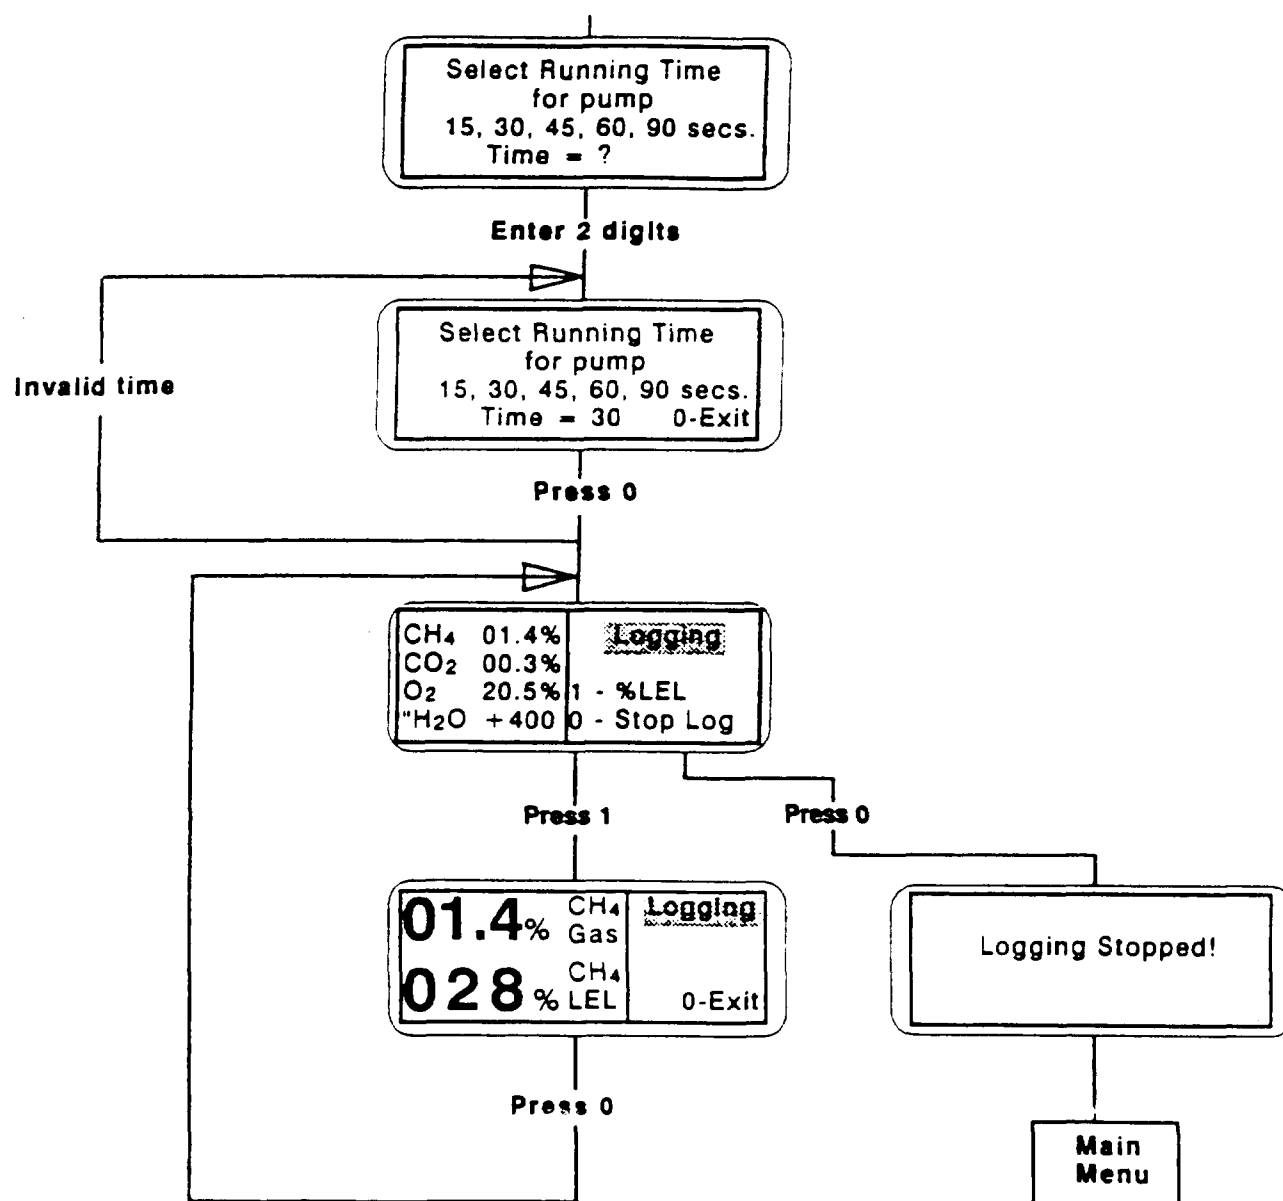 Select Running Time
for pump
15, 30, 45, 60, 90 secs.
Time = ?
Enter 2 digits
Select Running Time
for pump
15, 30, 45, 60, 90 secs.
Time = 30 0-Exit
Invalid time
Press 0
CH₄ 01.4% Logging
CO₂ 00.3%
O₂ 20.5% 1 - %LEL
"H₂O +400 0 - Stop Log
Press 1
Press 0
01.4% CH₄ Gas Logging
028% CH₄ LEL 0-Exit
Logging Stopped!
Press 0
Main
Menu